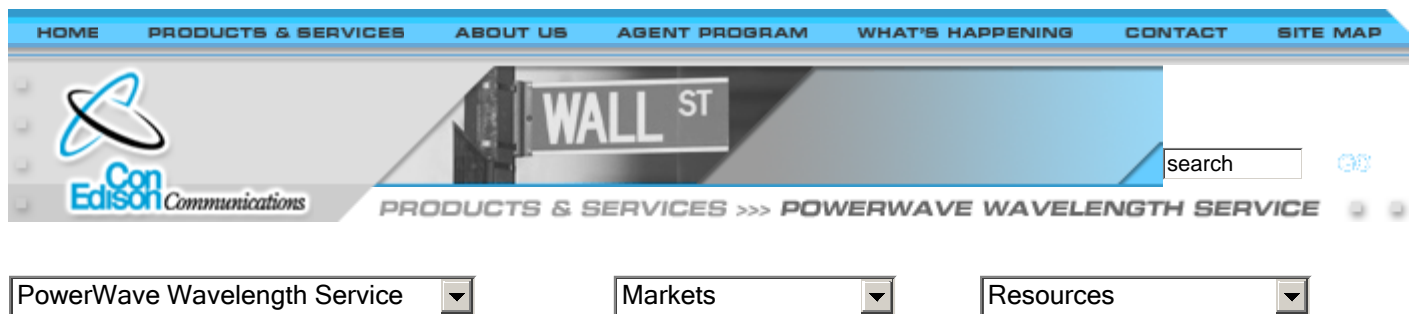 HOME PRODUCTS & SERVICES ABOUT US AGENT PROGRAM WHAT'S HAPPENING CONTACT SITE MAP
WALL ST
search GO
Con
Edison Communications
PRODUCTS & SERVICES >>> POWERWAVE WAVELENGTH SERVICE
PowerWave Wavelength Service Markets Resources